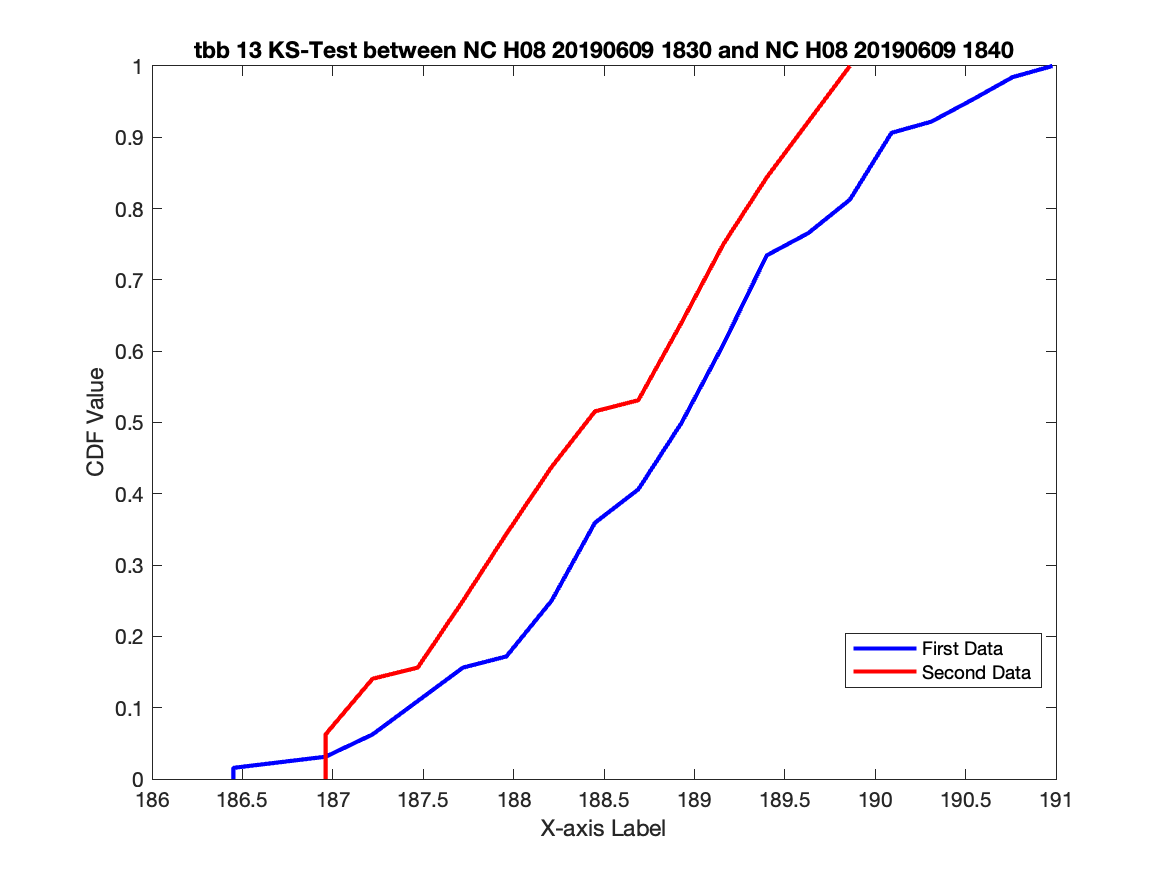 tbb 13 KS-Test between NC H08 20190609 1830 and NC H08 20190609 1840
1
0.9
0.8
0.7
0.6
0.5
0.4
0.3
0.2
0.1
0
CDF Value
First Data
Second Data
186 186.5 187 187.5 188 188.5 189 189.5 190 190.5 191
X-axis Label